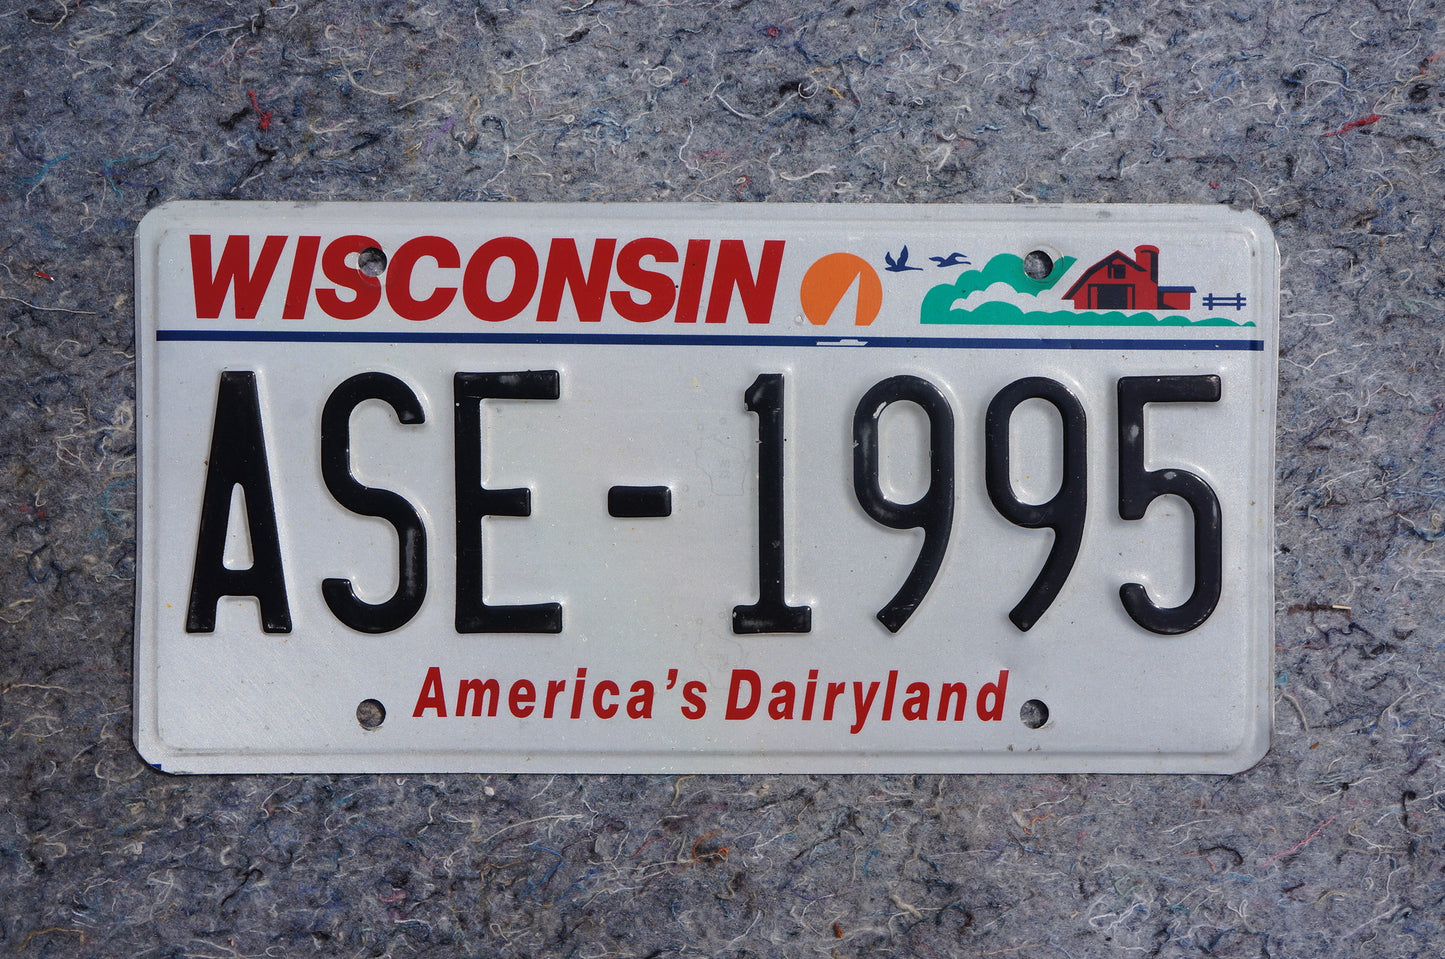 WISCONSIN
ASE-1995
America's Dairyland